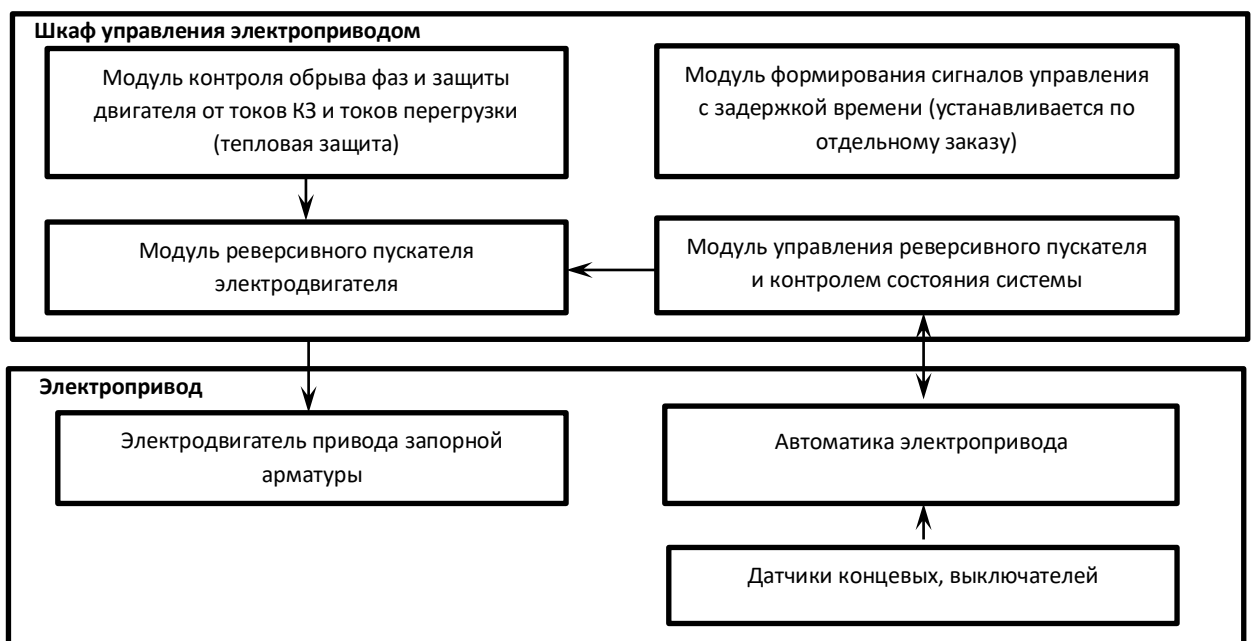 Шкаф управления электроприводом
Модуль контроля обрыва фаз и защиты
двигателя от токов КЗ и токов перегрузки
(тепловая защита)
Модуль формирования сигналов управления
с задержкой времени (устанавливается по
отдельному заказу)
Модуль реверсивного пускателя
электродвигателя
Модуль управления реверсивного пускателя
и контролем состояния системы
Электропривод
Электродвигатель привода запорной
арматуры
Автоматика электропривода
Датчики концевых, выключателей